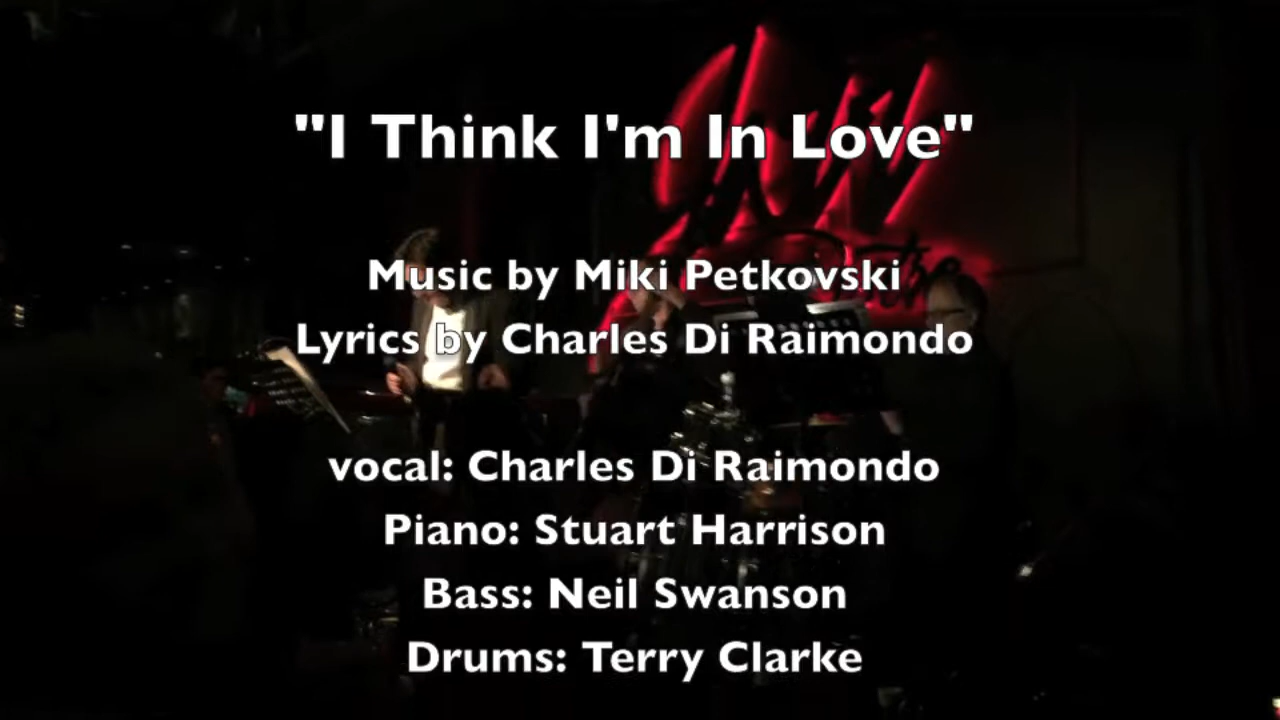 "I Think I'm In Love"
Music by Miki Petkovski
Lyrics by Charles Di Raimondo
vocal: Charles Di Raimondo
Piano: Stuart Harrison
Bass: Neil Swanson
Drums: Terry Clarke